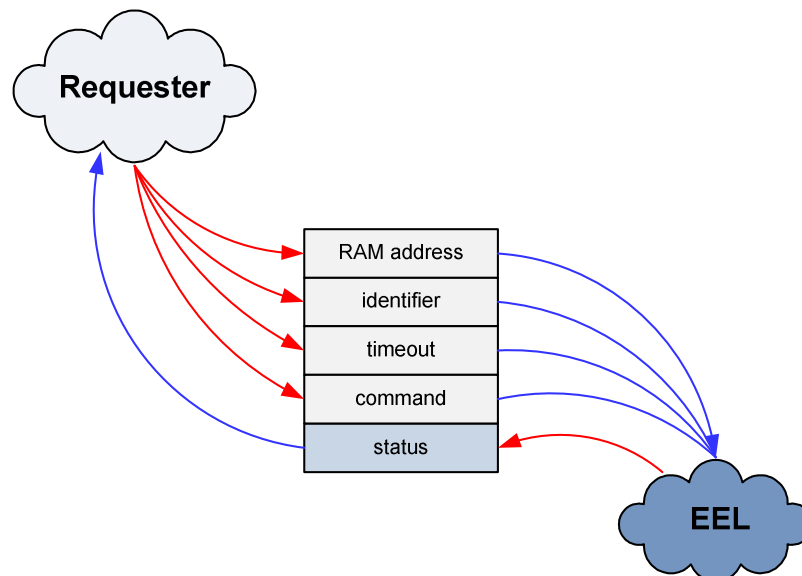 Requester
RAM address
identifier
timeout
command
status
EEL